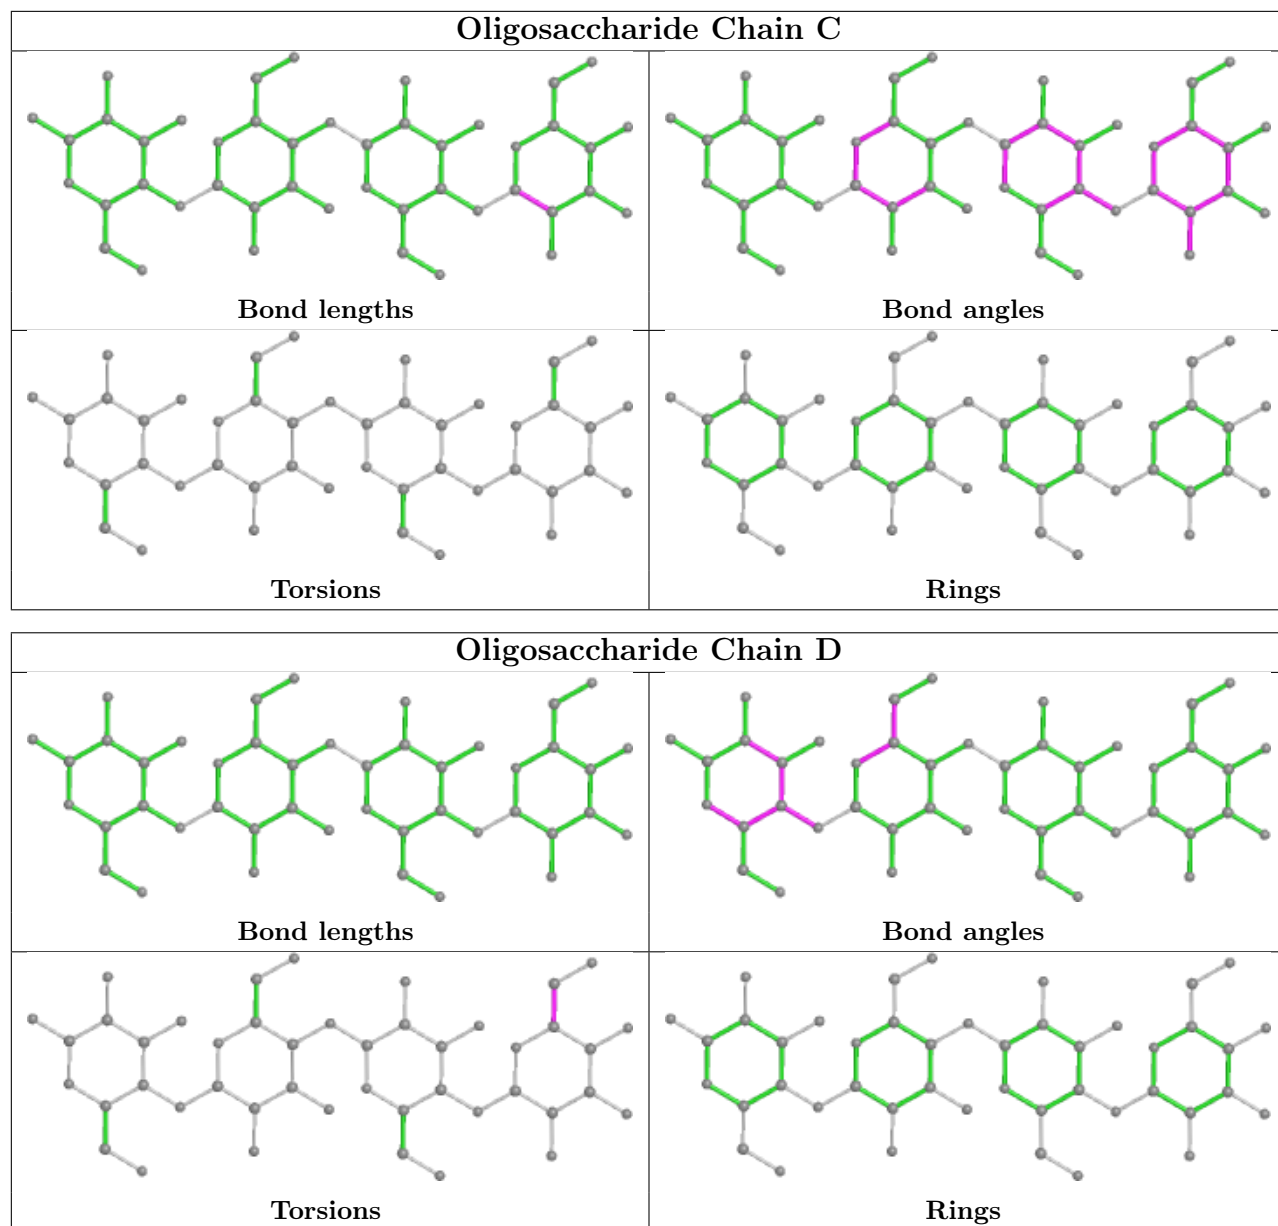 Oligosaccharide Chain C
Bond lengths
Bond angles
Torsions
Rings
Oligosaccharide Chain D
Bond lengths
Bond angles
Torsions
Rings